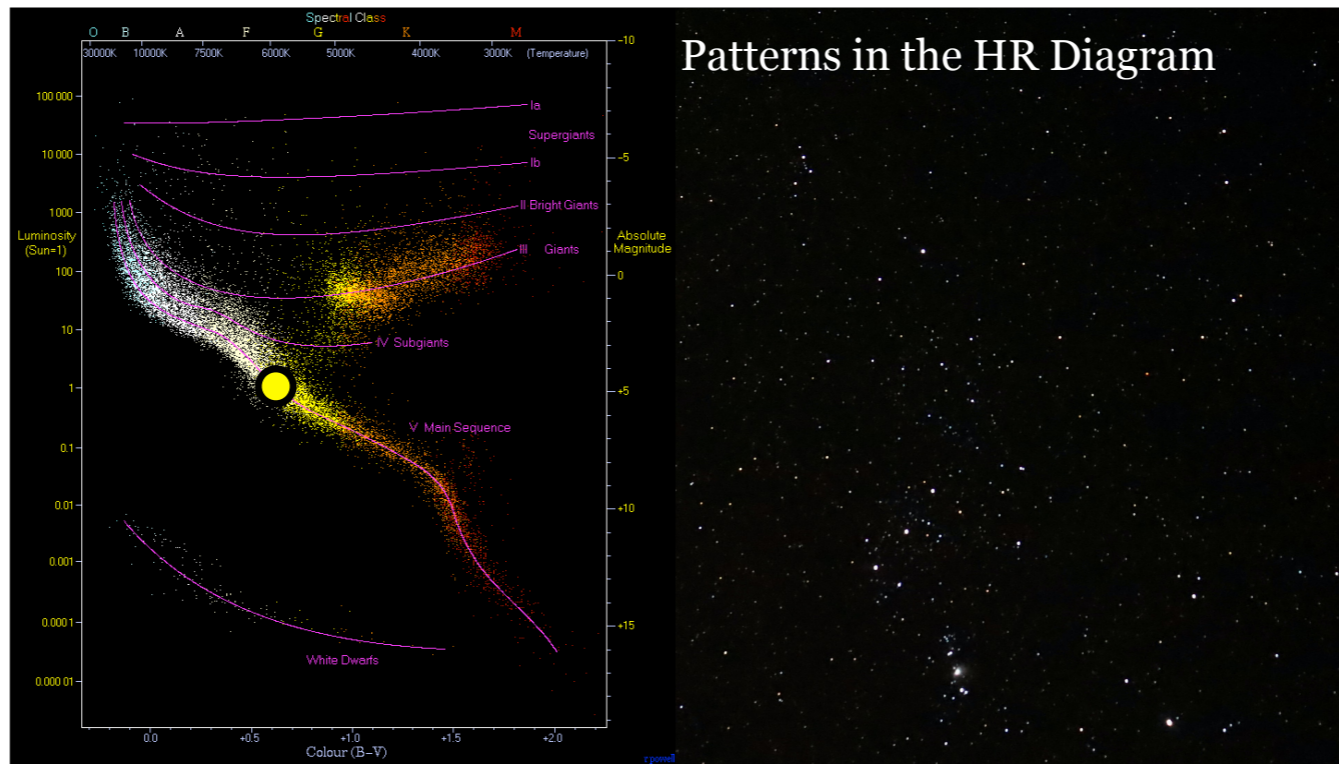 Spectral Class
O B A F G K M
30000K 10000K 7500K 6000K 5000K 4000K 3000K (Temperature)
Patterns in the HR Diagram
-10
100 000
Ia
Supergiants
10 000
-5
Ib
1000
II Bright Giants
Luminosity
(Sun=1)
Absolute
Magnitude
III Giants
100
0
10
IV Subgiants
1
+5
V Main Sequence
0.1
0.01
+10
0.001
0.0001
+15
White Dwarfs
0.000 01
0.0 +0.5 +1.0 +1.5 +2.0
Colour (B-V)
r powell